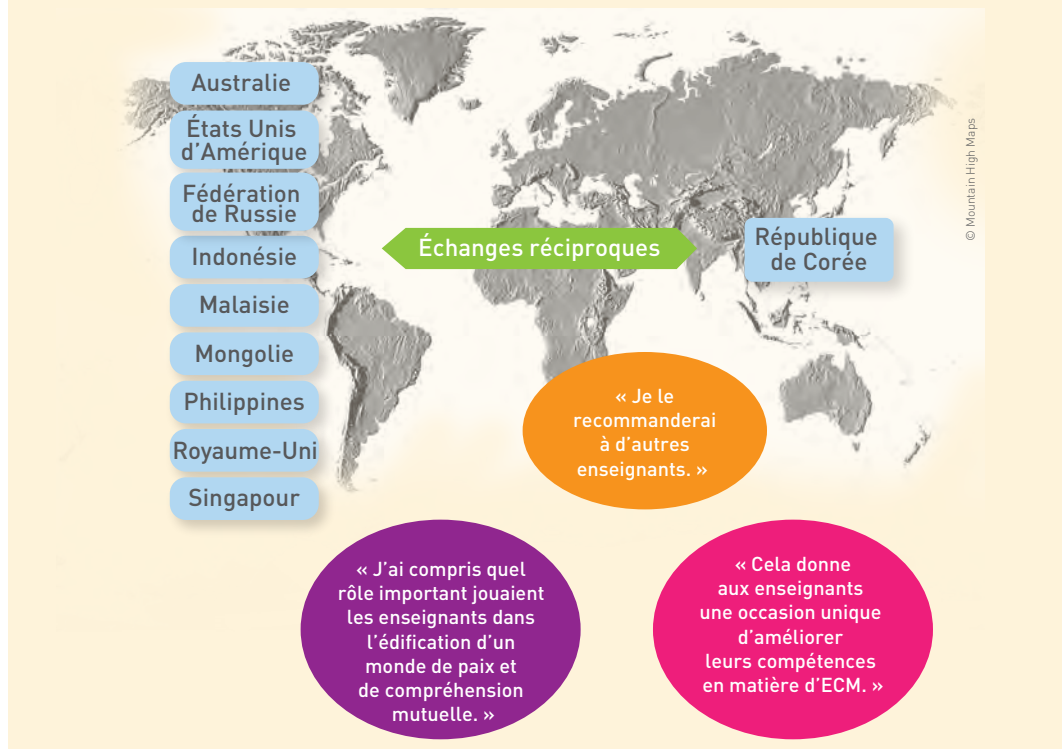 Australie
États Unis
d'Amérique
Fédération
de Russie
Indonésie
Malaisie
Mongolie
Philippines
Royaume-Uni
Singapour
Échanges réciproques
République
de Corée
© Mountain High Maps
« Je le
recommanderai
à d'autres
enseignants. »
« J'ai compris quel
rôle important jouaient
les enseignants dans
l'édification d'un
monde de paix et
de compréhension
mutuelle. »
« Cela donne
aux enseignants
une occasion unique
d'améliorer
leurs compétences
en matière d'ECM. »